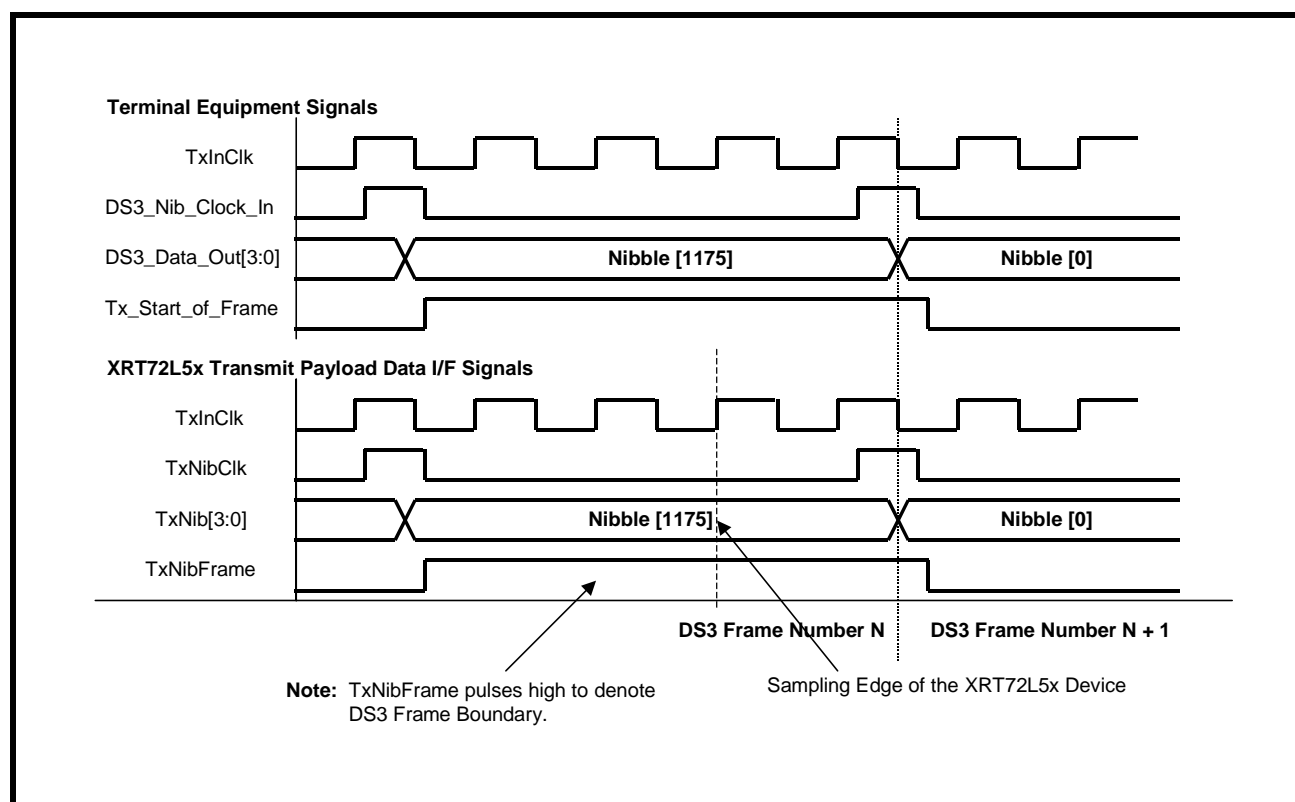 Terminal Equipment Signals
TxInClk
DS3_Nib_Clock_In
DS3_Data_Out[3:0]
Nibble [1175]
Nibble [0]
Tx_Start_of_Frame
XRT72L5x Transmit Payload Data I/F Signals
TxInClk
TxNibClk
TxNib[3:0]
Nibble [1175]
Nibble [0]
TxNibFrame
DS3 Frame Number N
DS3 Frame Number N + 1
Note: TxNibFrame pulses high to denote
DS3 Frame Boundary.
Sampling Edge of the XRT72L5x Device